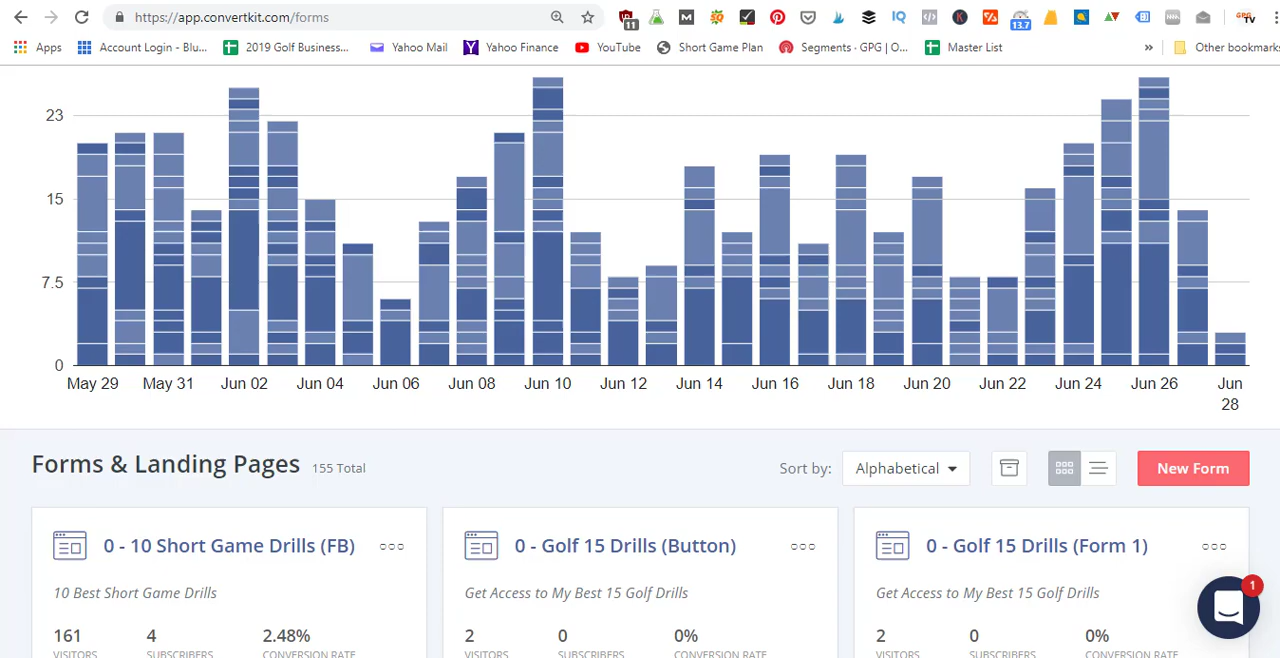 https://app.convertkit.com/forms
11
13.7
GPG TV
Apps
Account Login - Blu...
2019 Golf Business...
Yahoo Mail
Yahoo Finance
YouTube
Short Game Plan
Segments · GPG | O...
Master List
»
Other bookmarks
23
15
7.5
0
May 29
May 31
Jun 02
Jun 04
Jun 06
Jun 08
Jun 10
Jun 12
Jun 14
Jun 16
Jun 18
Jun 20
Jun 22
Jun 24
Jun 26
Jun
28
Forms & Landing Pages 155 Total
Sort by: Alphabetical
New Form
0 - 10 Short Game Drills (FB)
10 Best Short Game Drills
161 4 2.48%
VISITORS SUBSCRIBERS CONVERSION RATE
0 - Golf 15 Drills (Button)
Get Access to My Best 15 Golf Drills
2 0 0%
VISITORS SUBSCRIBERS CONVERSION RATE
0 - Golf 15 Drills (Form 1)
Get Access to My Best 15 Golf Drills
2 0 0%
VISITORS SUBSCRIBERS CONVERSION RATE
1